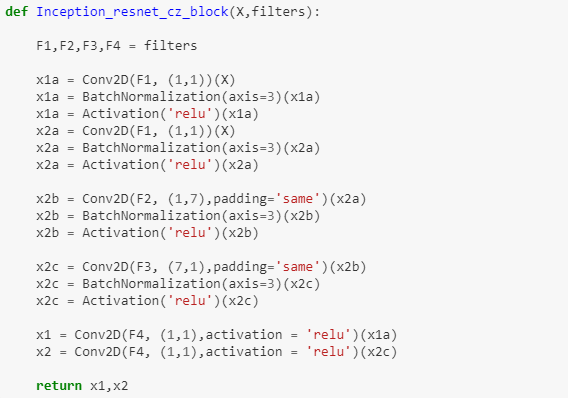 def Inception_resnet_cz_block(X,filters):
F1,F2,F3,F4 = filters
x1a = Conv2D(F1, (1,1))(X)
x1a = BatchNormalization(axis=3)(x1a)
x1a = Activation('relu')(x1a)
x2a = Conv2D(F1, (1,1))(X)
x2a = BatchNormalization(axis=3)(x2a)
x2a = Activation('relu')(x2a)
x2b = Conv2D(F2, (1,7),padding='same')(x2a)
x2b = BatchNormalization(axis=3)(x2b)
x2b = Activation('relu')(x2b)
x2c = Conv2D(F3, (7,1),padding='same')(x2b)
x2c = BatchNormalization(axis=3)(x2c)
x2c = Activation('relu')(x2c)
x1 = Conv2D(F4, (1,1),activation = 'relu')(x1a)
x2 = Conv2D(F4, (1,1),activation = 'relu')(x2c)
return x1,x2